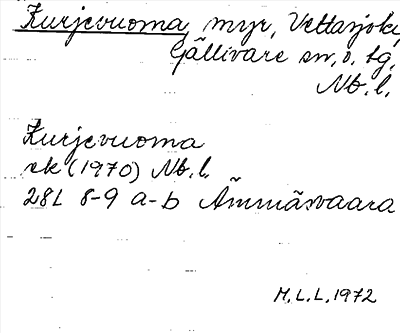 Kurjevuoma, myr, Vettasjoki,
Gällivare sn, o. tg,
Nb. l.
Kurjevuoma
ek (1970) Nb. l.
28L 8-9 a-b Ämmäsvaara
M.L.L. 1972